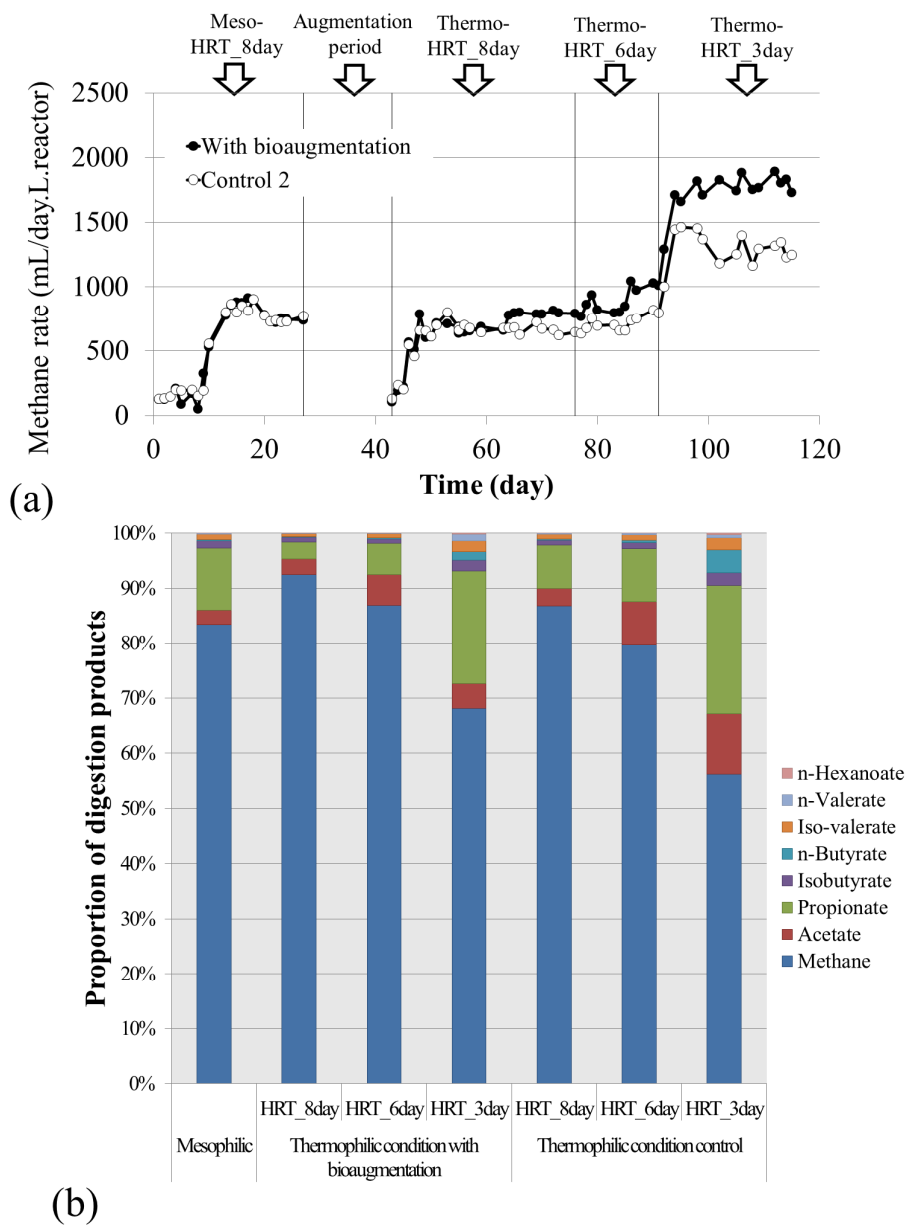 Meso-
HRT_8day
Augmentation
period
Thermo-
HRT_8day
Thermo-
HRT_6day
Thermo-
HRT_3day
2500
2000
1500
1000
500
0
Methane rate (mL/day.L.reactor)
With bioaugmentation
Control 2
0 20 40 60 80 100 120
Time (day)
(a)
100%
90%
80%
70%
60%
50%
40%
30%
20%
10%
0%
Proportion of digestion products
n-Hexanoate
n-Valerate
Iso-valerate
n-Butyrate
Isobutyrate
Propionate
Acetate
Methane
HRT_8day HRT_6day HRT_3day HRT_8day HRT_6day HRT_3day
Mesophilic
Thermophilic condition with
bioaugmentation
Thermophilic condition control
(b)